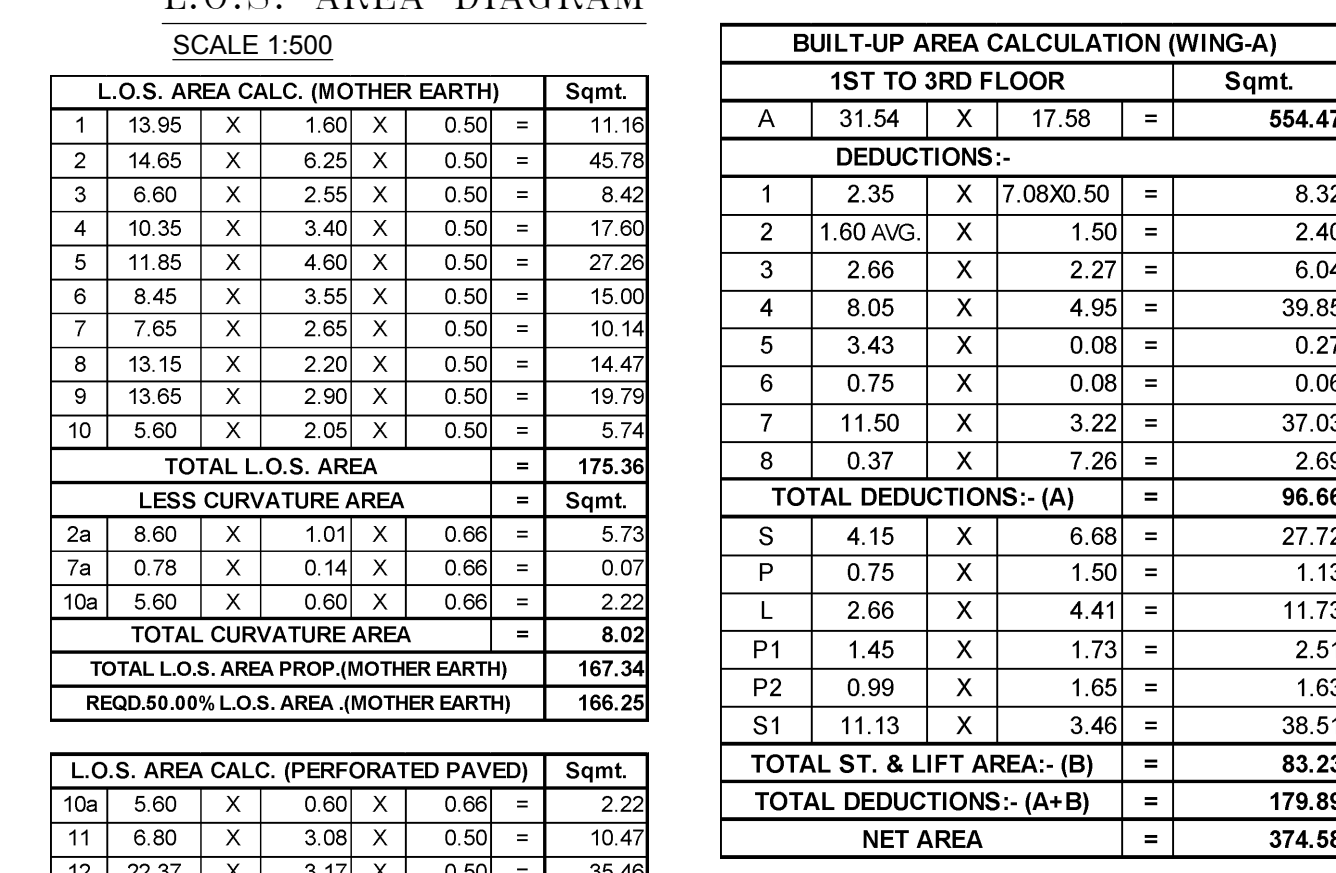 L.O.S. AREA DIAGRAM
SCALE 1:500
L.O.S. AREA CALC. (MOTHER EARTH) Sqmt.
1 13.95 X 1.60 X 0.50 = 11.16
2 14.65 X 6.25 X 0.50 = 45.78
3 6.60 X 2.55 X 0.50 = 8.42
4 10.35 X 3.40 X 0.50 = 17.60
5 11.85 X 4.60 X 0.50 = 27.26
6 8.45 X 3.55 X 0.50 = 15.00
7 7.65 X 2.65 X 0.50 = 10.14
8 13.15 X 2.20 X 0.50 = 14.47
9 13.65 X 2.90 X 0.50 = 19.79
10 5.60 X 2.05 X 0.50 = 5.74
TOTAL L.O.S. AREA = 175.36
LESS CURVATURE AREA = Sqmt.
2a 8.60 X 1.01 X 0.66 = 5.73
7a 0.78 X 0.14 X 0.66 = 0.07
10a 5.60 X 0.60 X 0.66 = 2.22
TOTAL CURVATURE AREA = 8.02
TOTAL L.O.S. AREA PROP.(MOTHER EARTH) 167.34
REQD.50.00% L.O.S. AREA .(MOTHER EARTH) 166.25
L.O.S. AREA CALC. (PERFORATED PAVED) Sqmt.
10a 5.60 X 0.60 X 0.66 = 2.22
11 6.80 X 3.08 X 0.50 = 10.47
12 22.37 X 3.17 X 0.50 = 35.46
BUILT-UP AREA CALCULATION (WING-A)
1ST TO 3RD FLOOR Sqmt.
A 31.54 X 17.58 = 554.47
DEDUCTIONS:-
1 2.35 X 7.08X0.50 = 8.32
2 1.60 AVG. X 1.50 = 2.40
3 2.66 X 2.27 = 6.04
4 8.05 X 4.95 = 39.85
5 3.43 X 0.08 = 0.27
6 0.75 X 0.08 = 0.06
7 11.50 X 3.22 = 37.03
8 0.37 X 7.26 = 2.69
TOTAL DEDUCTIONS:- (A) = 96.66
S 4.15 X 6.68 = 27.72
P 0.75 X 1.50 = 1.13
L 2.66 X 4.41 = 11.73
P1 1.45 X 1.73 = 2.51
P2 0.99 X 1.65 = 1.63
S1 11.13 X 3.46 = 38.51
TOTAL ST. & LIFT AREA:- (B) = 83.23
TOTAL DEDUCTIONS:- (A+B) = 179.89
NET AREA = 374.58